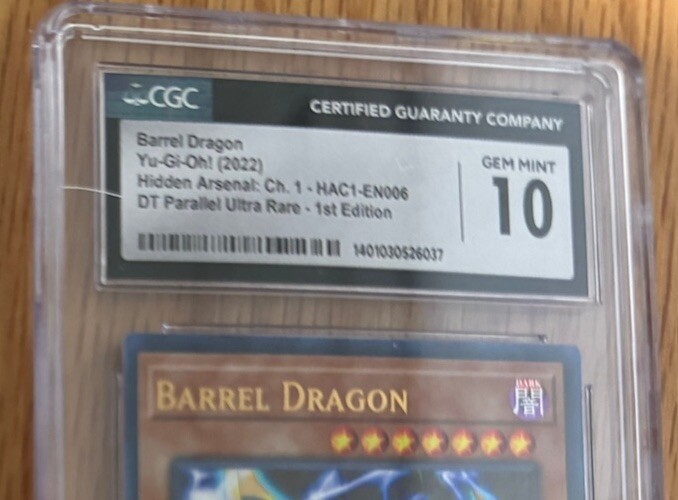 CGC
CERTIFIED GUARANTY COMPANY
Barrel Dragon
Yu-Gi-Oh! (2022)
Hidden Arsenal: Ch. 1 - HAC1-EN006
DT Parallel Ultra Rare - 1st Edition
GEM MINT
10
1401030526037
BARREL DRAGON
DARK
闇